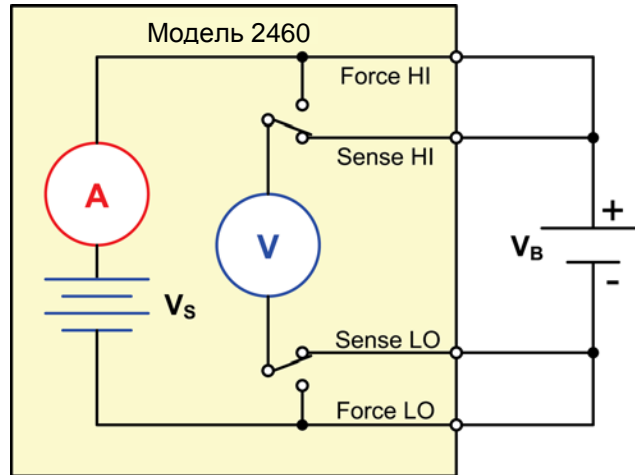 Модель 2460
Force HI
Sense HI
A
V
VS
VB
+
-
Sense LO
Force LO